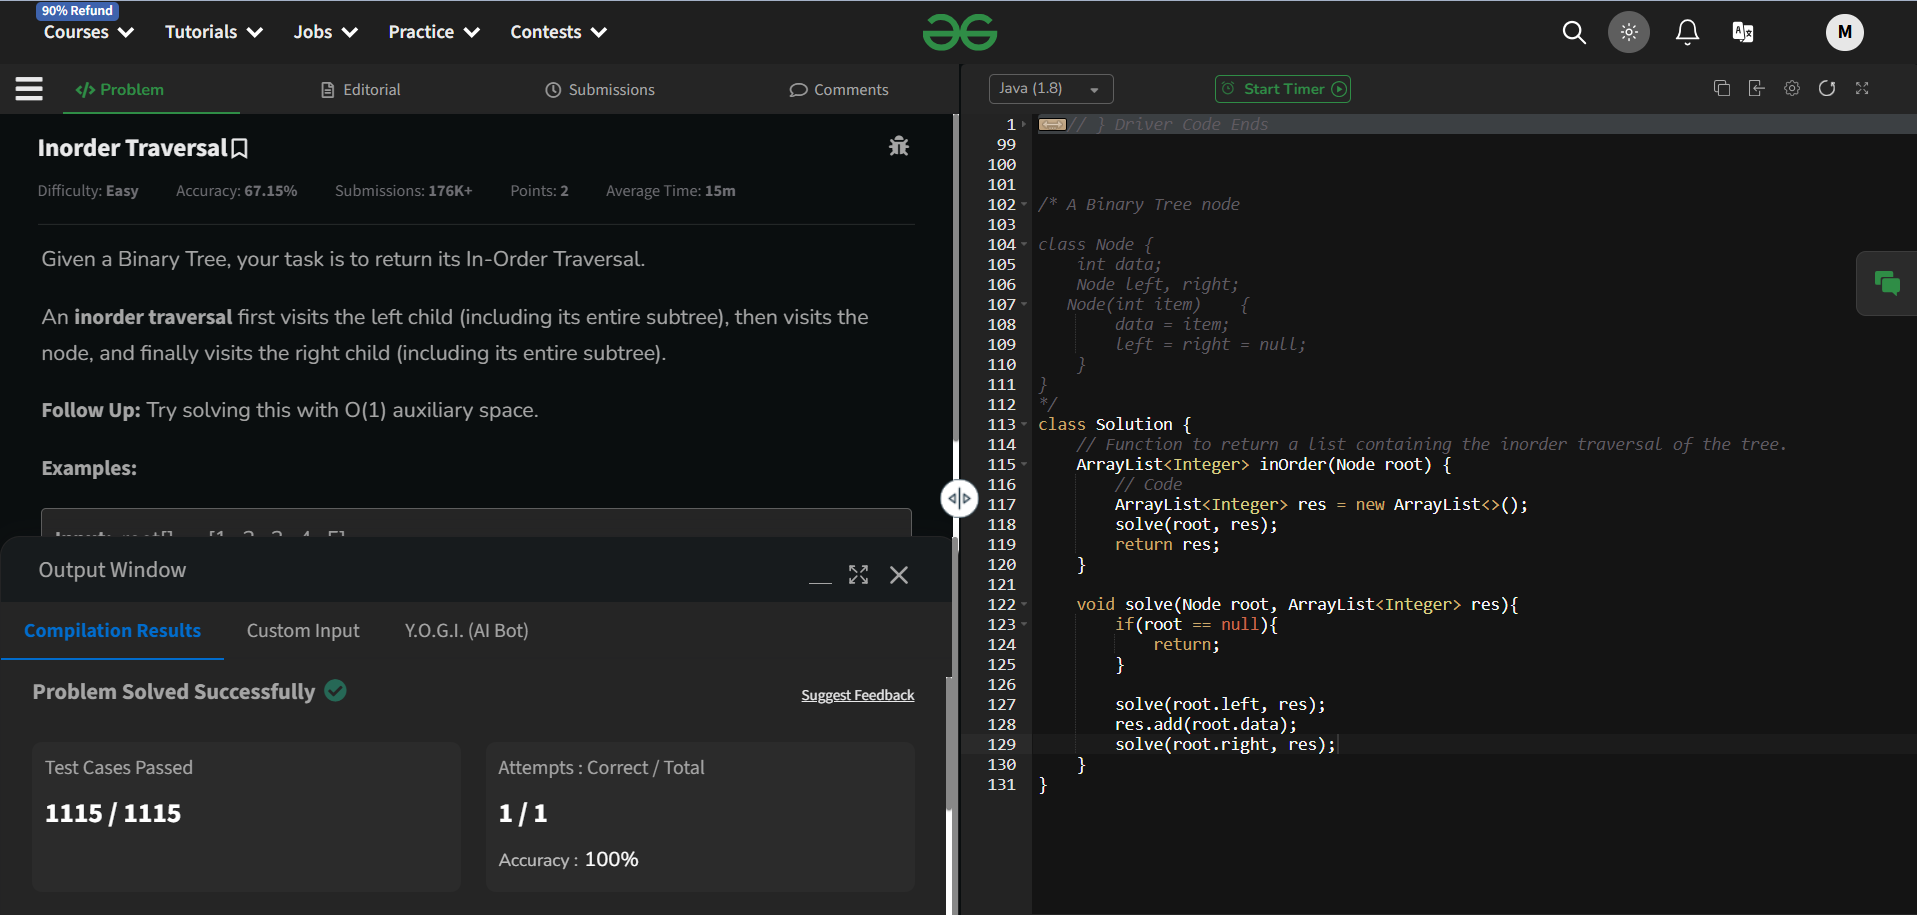 90% Refund
Courses Tutorials Jobs Practice Contests
M
Problem Editorial Submissions Comments
Java (1.8) Start Timer
Inorder Traversal
Difficulty: Easy Accuracy: 67.15% Submissions: 176K+ Points: 2 Average Time: 15m
Given a Binary Tree, your task is to return its In-Order Traversal.
An inorder traversal first visits the left child (including its entire subtree), then visits the
node, and finally visits the right child (including its entire subtree).
Follow Up: Try solving this with O(1) auxiliary space.
Examples:
Output Window
Compilation Results Custom Input Y.O.G.I. (AI Bot)
Problem Solved Successfully
Suggest Feedback
Test Cases Passed
1115 / 1115
Attempts : Correct / Total
1 / 1
Accuracy : 100%
1 // } Driver Code Ends
99
100
101
102 /* A Binary Tree node
103
104 class Node {
105 int data;
106 Node left, right;
107 Node(int item) {
108 data = item;
109 left = right = null;
110 }
111 }
112 */
113 class Solution {
114 // Function to return a list containing the inorder traversal of the tree.
115 ArrayList<Integer> inOrder(Node root) {
116 // Code
117 ArrayList<Integer> res = new ArrayList<>();
118 solve(root, res);
119 return res;
120 }
121
122 void solve(Node root, ArrayList<Integer> res){
123 if(root == null){
124 return;
125 }
126
127 solve(root.left, res);
128 res.add(root.data);
129 solve(root.right, res);
130 }
131 }